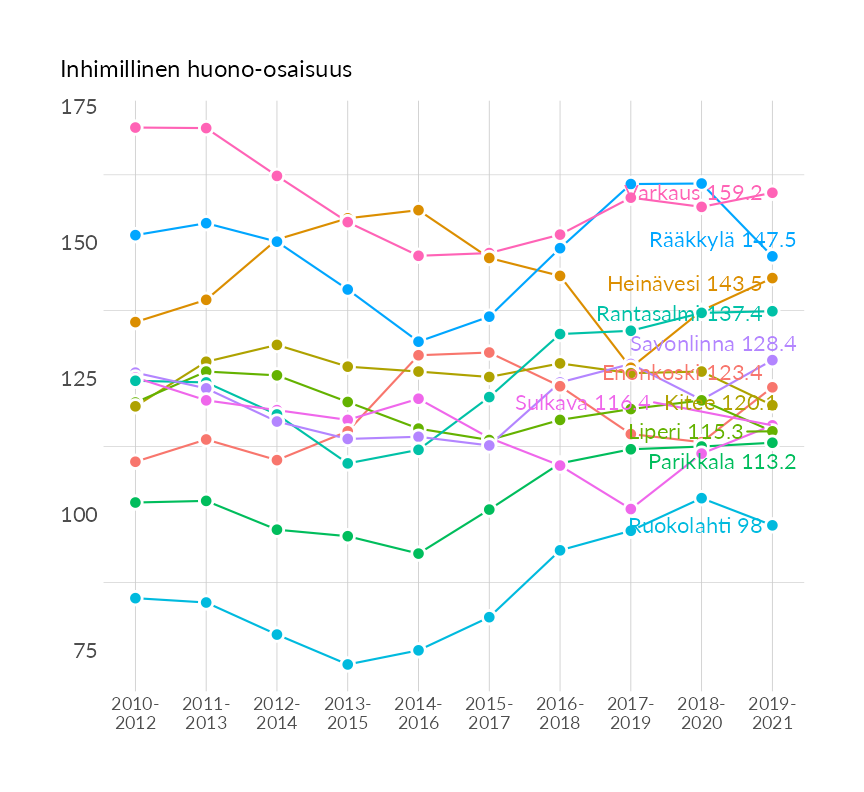 Inhimillinen huono-osaisuus
175
150
125
100
75
Varkaus 159.2
Rääkkylä 147.5
Heinävesi 143.5
Rantasalmi 137.4
Savonlinna 128.4
Enonkoski 123.4
Sulkava 116.4
Kitee 120.1
Liperi 115.3
Parikkala 113.2
Ruokolahti 98
2010- 2011- 2012- 2013- 2014- 2015- 2016- 2017- 2018- 2019-
2012 2013 2014 2015 2016 2017 2018 2019 2020 2021